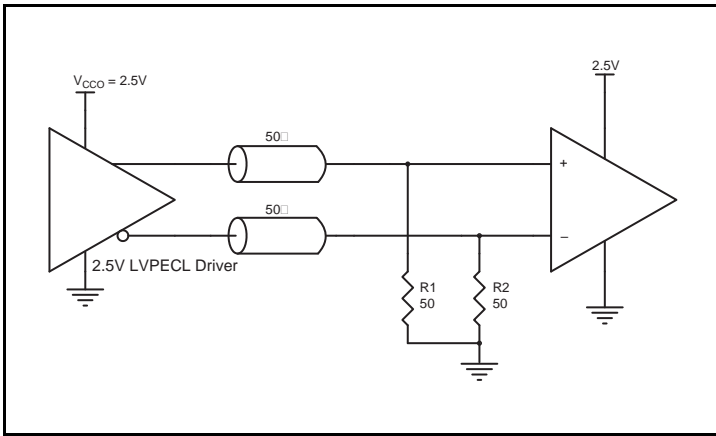 V_CCO = 2.5V
2.5V
50□
50□
+
−
2.5V LVPECL Driver
R1
50
R2
50